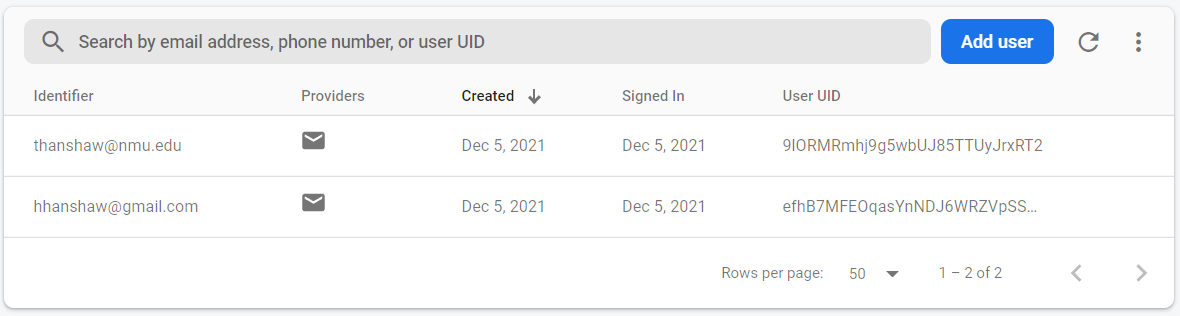 Search by email address, phone number, or user UID Add user
Identifier Providers Created Signed In User UID
thanshaw@nmu.edu Dec 5, 2021 Dec 5, 2021 9lORMRmhj9g5wbUJ85TTUyJrxRT2
hhanshaw@gmail.com Dec 5, 2021 Dec 5, 2021 efhB7MFEOqasYnNDJ6WRZVpSS...
Rows per page: 50 1 – 2 of 2